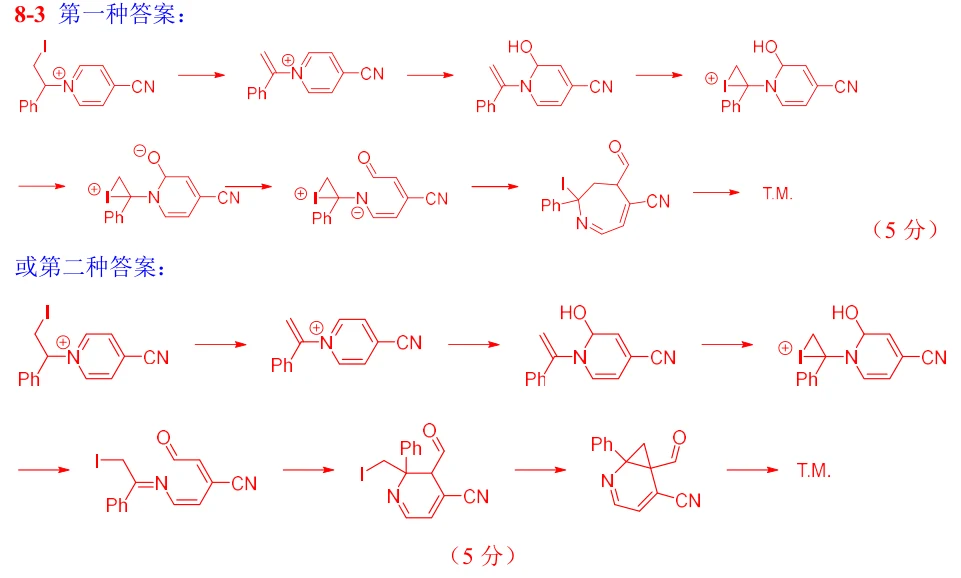 8-3 第一种答案：
I N CN Ph
N CN Ph
HO N CN Ph
HO I N CN Ph
O I N CN Ph
O I N CN Ph
O I Ph N CN
T.M.
（5 分）
或第二种答案：
I N CN Ph
N CN Ph
HO N CN Ph
HO I N CN Ph
I O N CN Ph
Ph O I N CN
Ph O N CN
T.M.
（5 分）